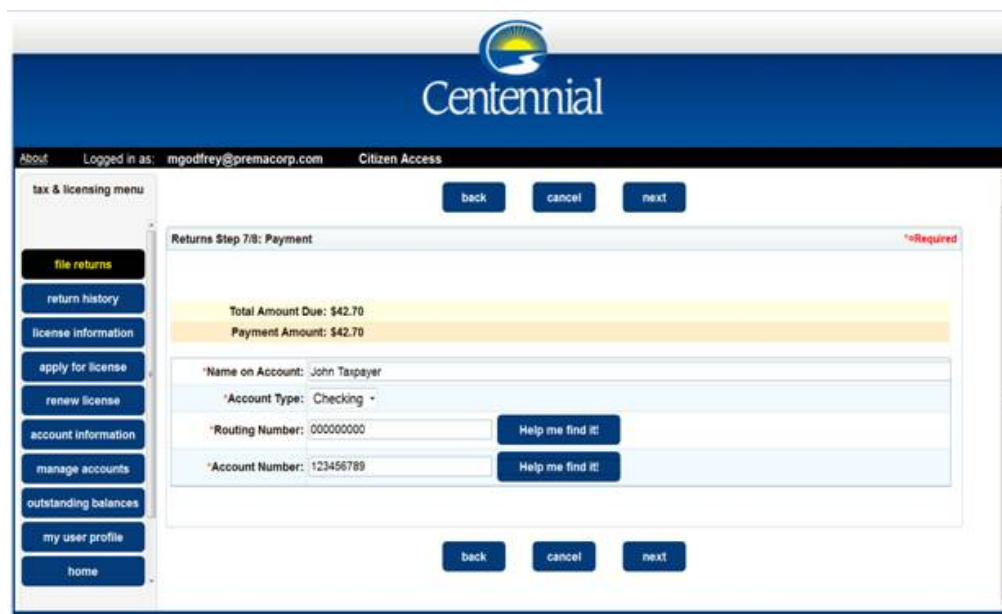 Centennial
About Logged in as: mgodfrey@premacorp.com Citizen Access
tax & licensing menu
back cancel next
Returns Step 7/8: Payment *=Required
file returns
return history
license information
apply for license
renew license
account information
manage accounts
outstanding balances
my user profile
home
Total Amount Due: $42.70
Payment Amount: $42.70
*Name on Account: John Taxpayer
*Account Type: Checking
*Routing Number: 000000000 Help me find it!
*Account Number: 123456789 Help me find it!
back cancel next